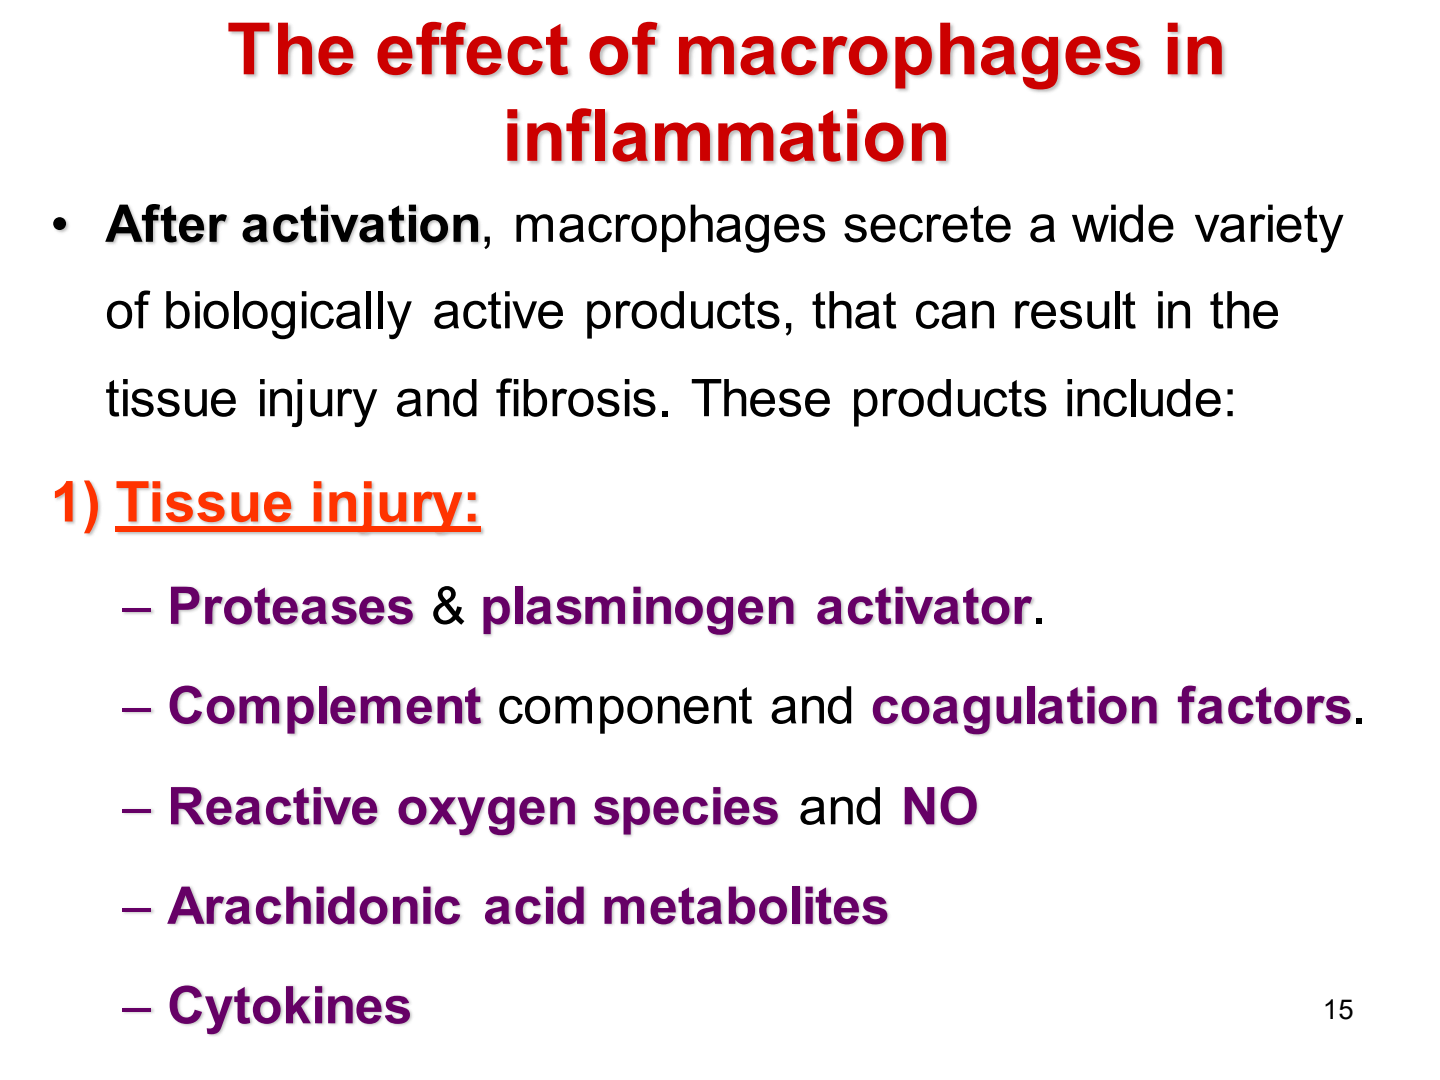 The effect of macrophages in
inflammation
• After activation, macrophages secrete a wide variety
of biologically active products, that can result in the
tissue injury and fibrosis. These products include:
1) Tissue injury:
– Proteases & plasminogen activator.
– Complement component and coagulation factors.
– Reactive oxygen species and NO
– Arachidonic acid metabolites
– Cytokines
15